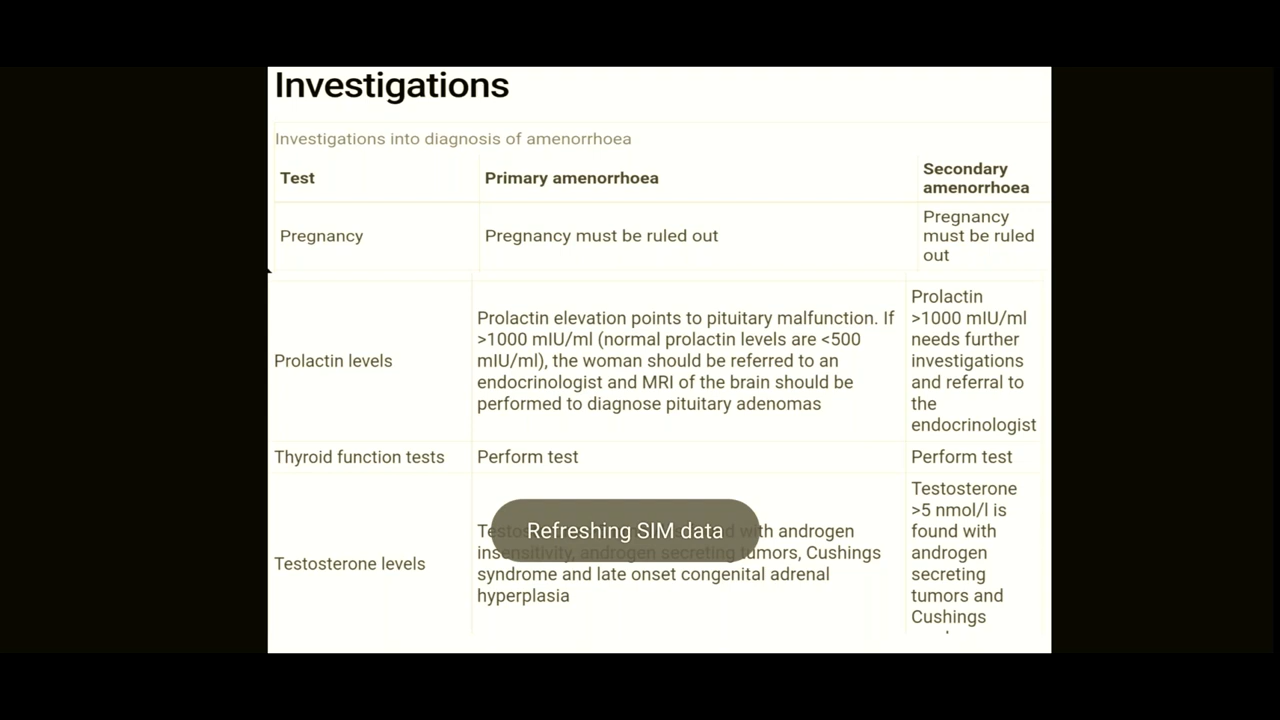 Investigations
Investigations into diagnosis of amenorrhoea
Test
Primary amenorrhoea
Secondary
amenorrhoea
Pregnancy
Pregnancy must be ruled out
Pregnancy
must be ruled
out
Prolactin levels
Prolactin elevation points to pituitary malfunction. If
>1000 mIU/ml (normal prolactin levels are <500
mIU/ml), the woman should be referred to an
endocrinologist and MRI of the brain should be
performed to diagnose pituitary adenomas
Prolactin
>1000 mIU/ml
needs further
investigations
and referral to
the
endocrinologist
Thyroid function tests
Perform test
Perform test
Testosterone levels
with androgen
insensitivity, androgen secreting tumors, Cushings
syndrome and late onset congenital adrenal
hyperplasia
Refreshing SIM data
Testosterone
>5 nmol/l is
found with
androgen
secreting
tumors and
Cushings